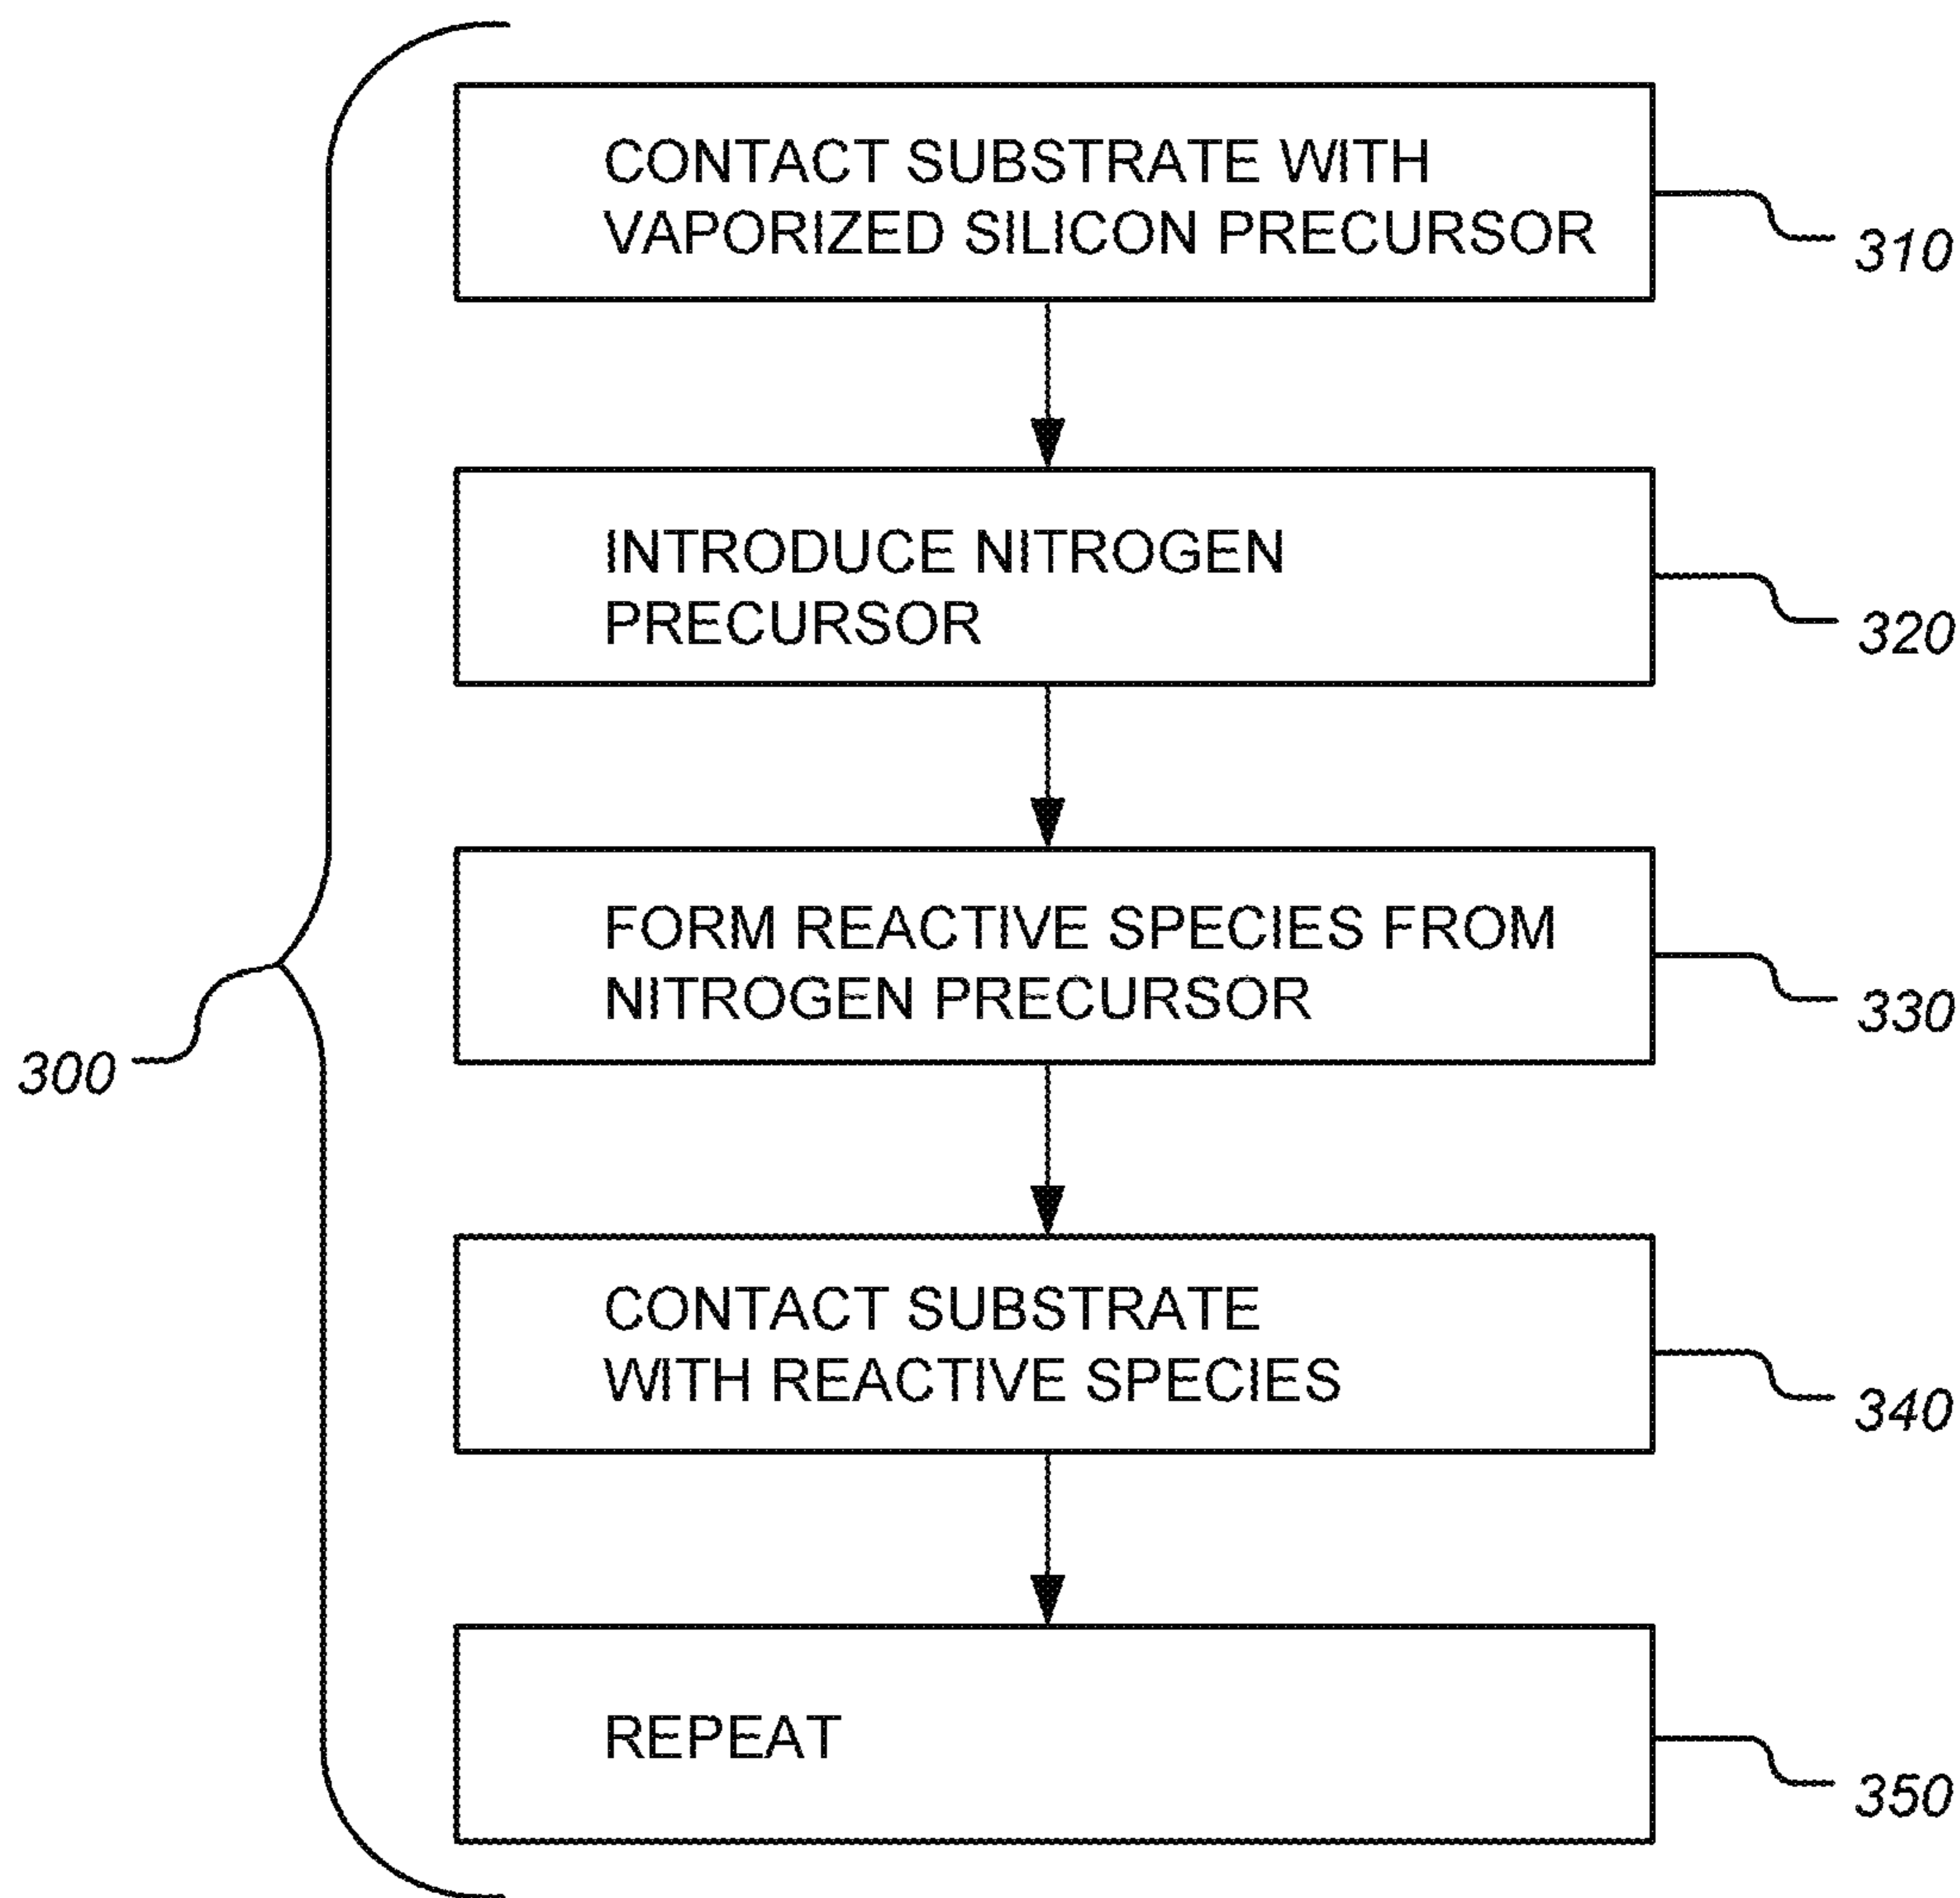 CONTACT SUBSTRATE WITH
VAPORIZED SILICON PRECURSOR
310
INTRODUCE NITROGEN
PRECURSOR
320
FORM REACTIVE SPECIES FROM
NITROGEN PRECURSOR
330
300
CONTACT SUBSTRATE
WITH REACTIVE SPECIES
340
REPEAT
350